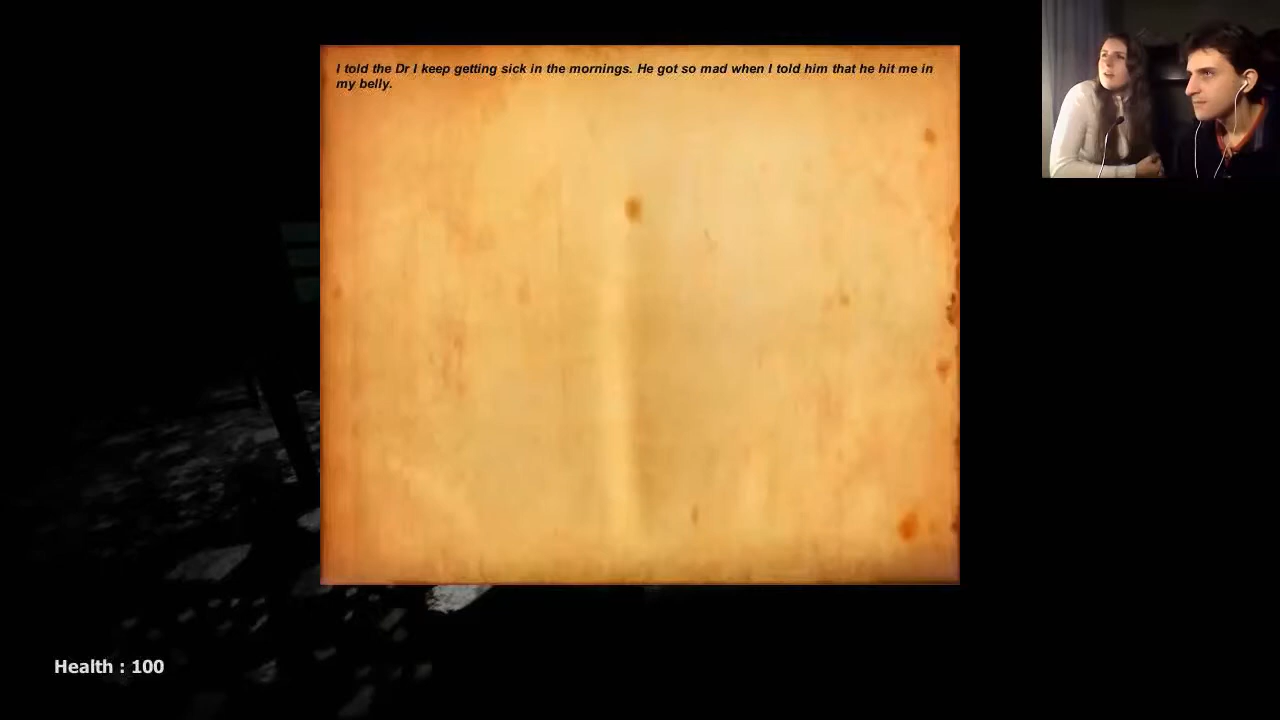 I told the Dr I keep getting sick in the mornings. He got so mad when I told him that he hit me in
my belly.
Health : 100